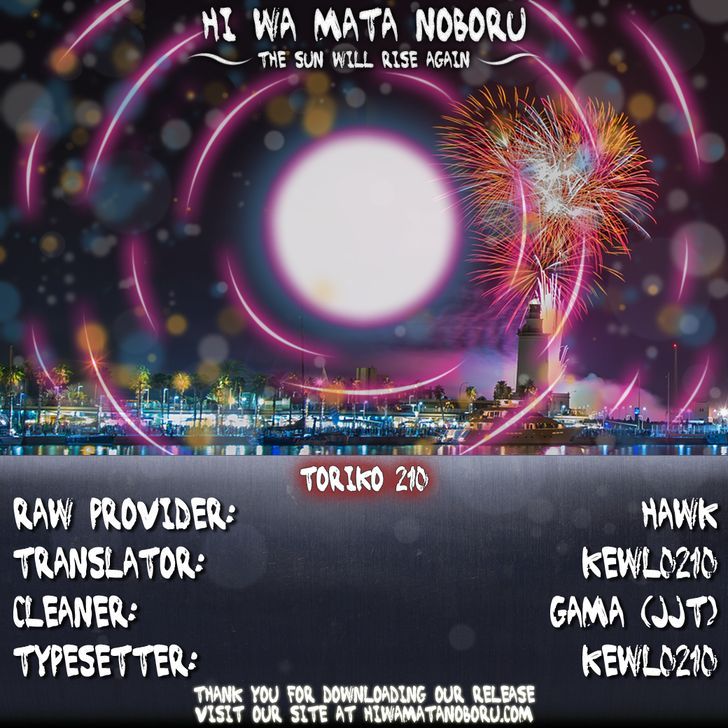 HI WA MATA NOBORU
THE SUN WILL RISE AGAIN
TORIKO 210
RAW PROVIDER: HAWK
TRANSLATOR: KEWL0210
CLEANER: GAMA (JJT)
TYPESETTER: KEWL0210
THANK YOU FOR DOWNLOADING OUR RELEASE
VISIT OUR SITE AT HIWAMATANOBORU.COM